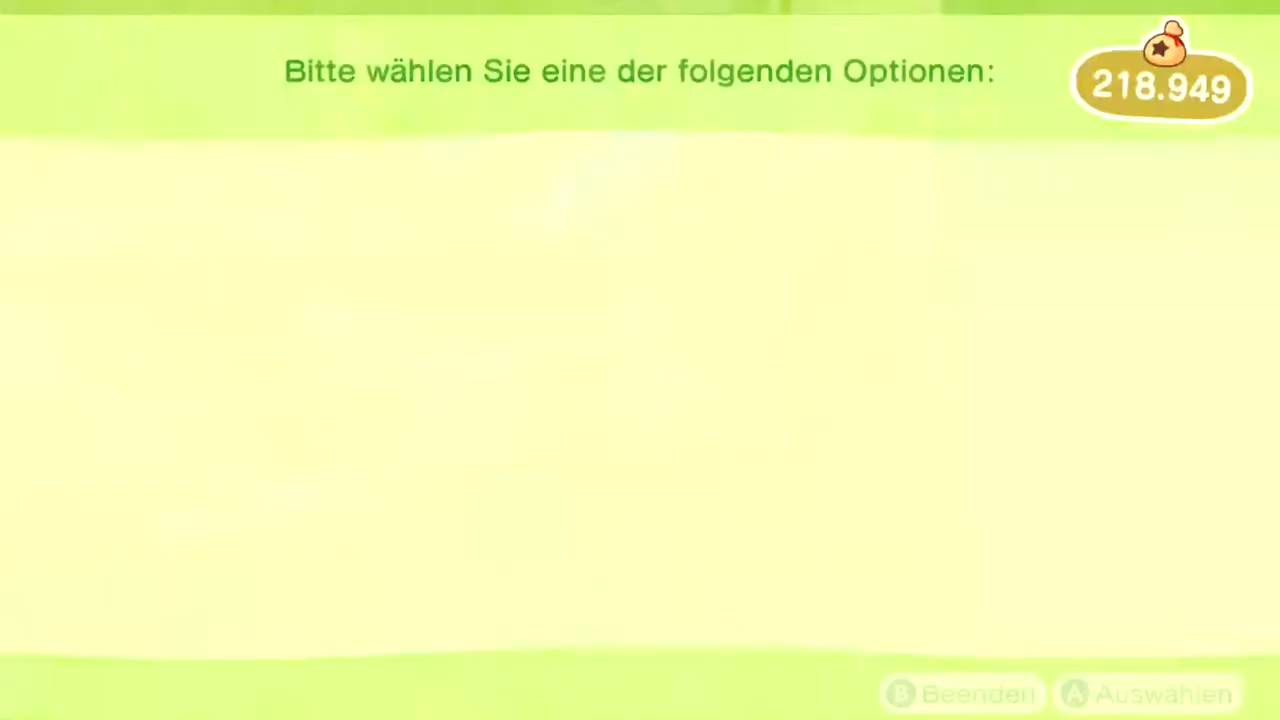 Bitte wählen Sie eine der folgenden Optionen:
218.949
B Beenden A Auswählen